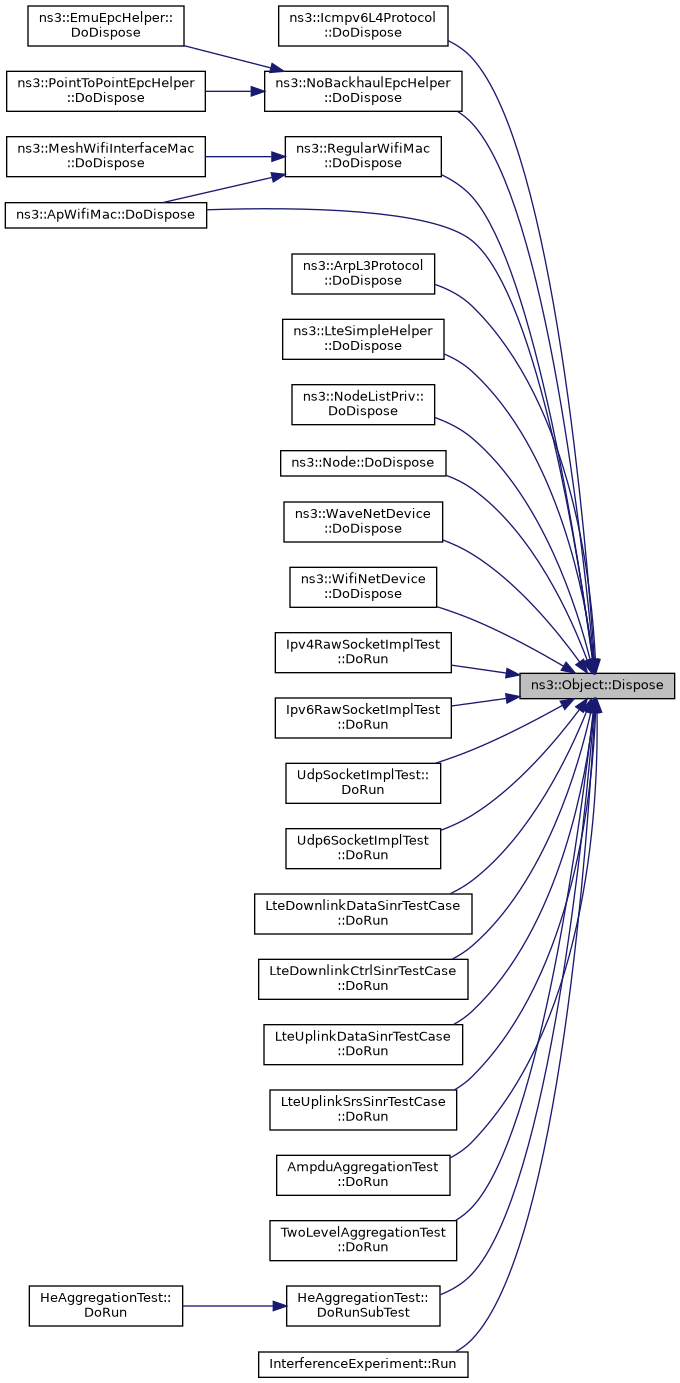 ns3::EmuEpcHelper::
DoDispose
ns3::Icmpv6L4Protocol
::DoDispose
ns3::PointToPointEpcHelper
::DoDispose
ns3::NoBackhaulEpcHelper
::DoDispose
ns3::MeshWifiInterfaceMac
::DoDispose
ns3::RegularWifiMac
::DoDispose
ns3::ApWifiMac::DoDispose
ns3::ArpL3Protocol
::DoDispose
ns3::LteSimpleHelper
::DoDispose
ns3::NodeListPriv::
DoDispose
ns3::Node::DoDispose
ns3::WaveNetDevice
::DoDispose
ns3::WifiNetDevice
::DoDispose
Ipv4RawSocketImplTest
::DoRun
ns3::Object::Dispose
Ipv6RawSocketImplTest
::DoRun
UdpSocketImplTest::
DoRun
Udp6SocketImplTest
::DoRun
LteDownlinkDataSinrTestCase
::DoRun
LteDownlinkCtrlSinrTestCase
::DoRun
LteUplinkDataSinrTestCase
::DoRun
LteUplinkSrsSinrTestCase
::DoRun
AmpduAggregationTest
::DoRun
TwoLevelAggregationTest
::DoRun
HeAggregationTest::
DoRun
HeAggregationTest::
DoRunSubTest
InterferenceExperiment::Run